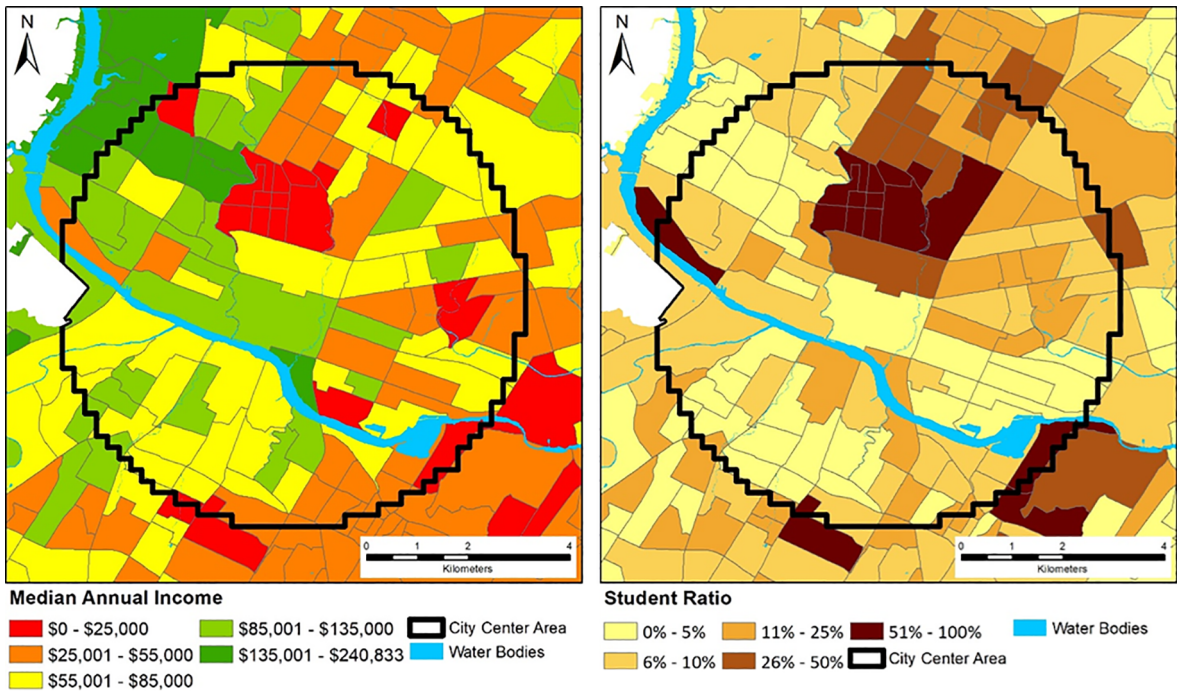 N
N
0 1 2 4
Kilometers
0 1 2 4
Kilometers
Median Annual Income
$0 - $25,000
$85,001 - $135,000
City Center Area
$25,001 - $55,000
$135,001 - $240,833
Water Bodies
$55,001 - $85,000
Student Ratio
0% - 5%
11% - 25%
51% - 100%
Water Bodies
6% - 10%
26% - 50%
City Center Area